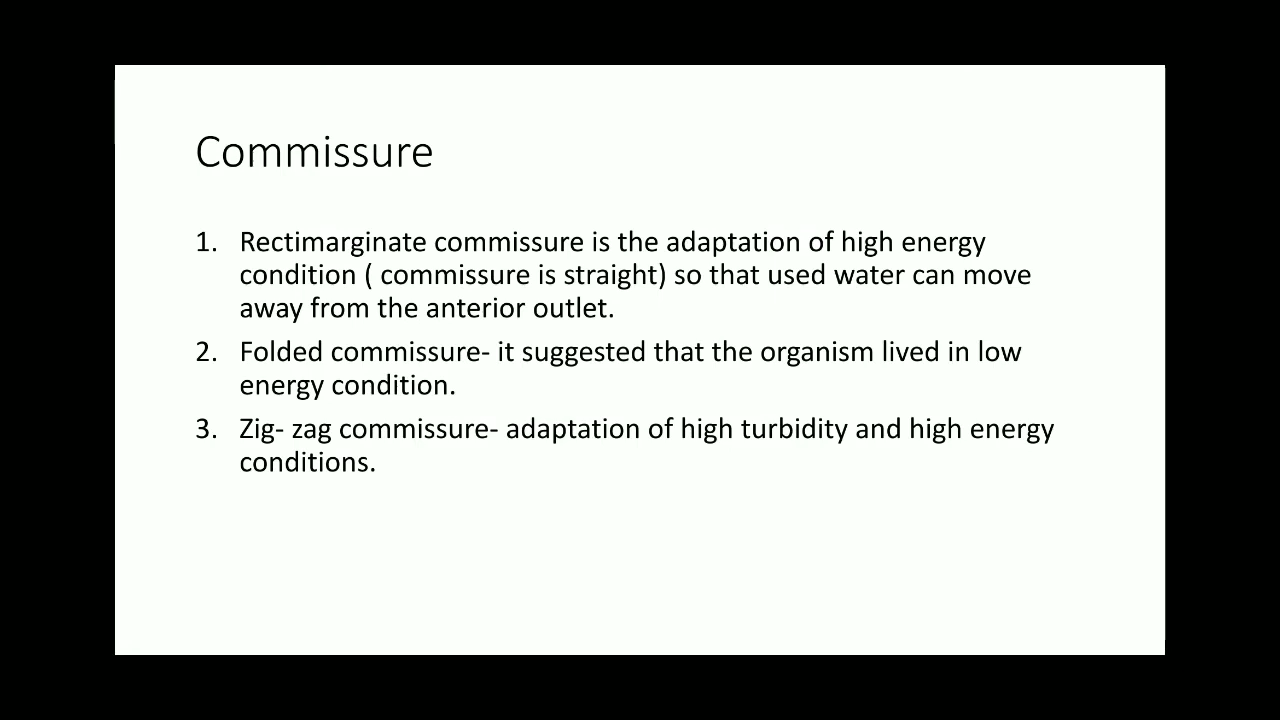 Commissure
1. Rectimarginate commissure is the adaptation of high energy
condition ( commissure is straight) so that used water can move
away from the anterior outlet.
2. Folded commissure- it suggested that the organism lived in low
energy condition.
3. Zig- zag commissure- adaptation of high turbidity and high energy
conditions.